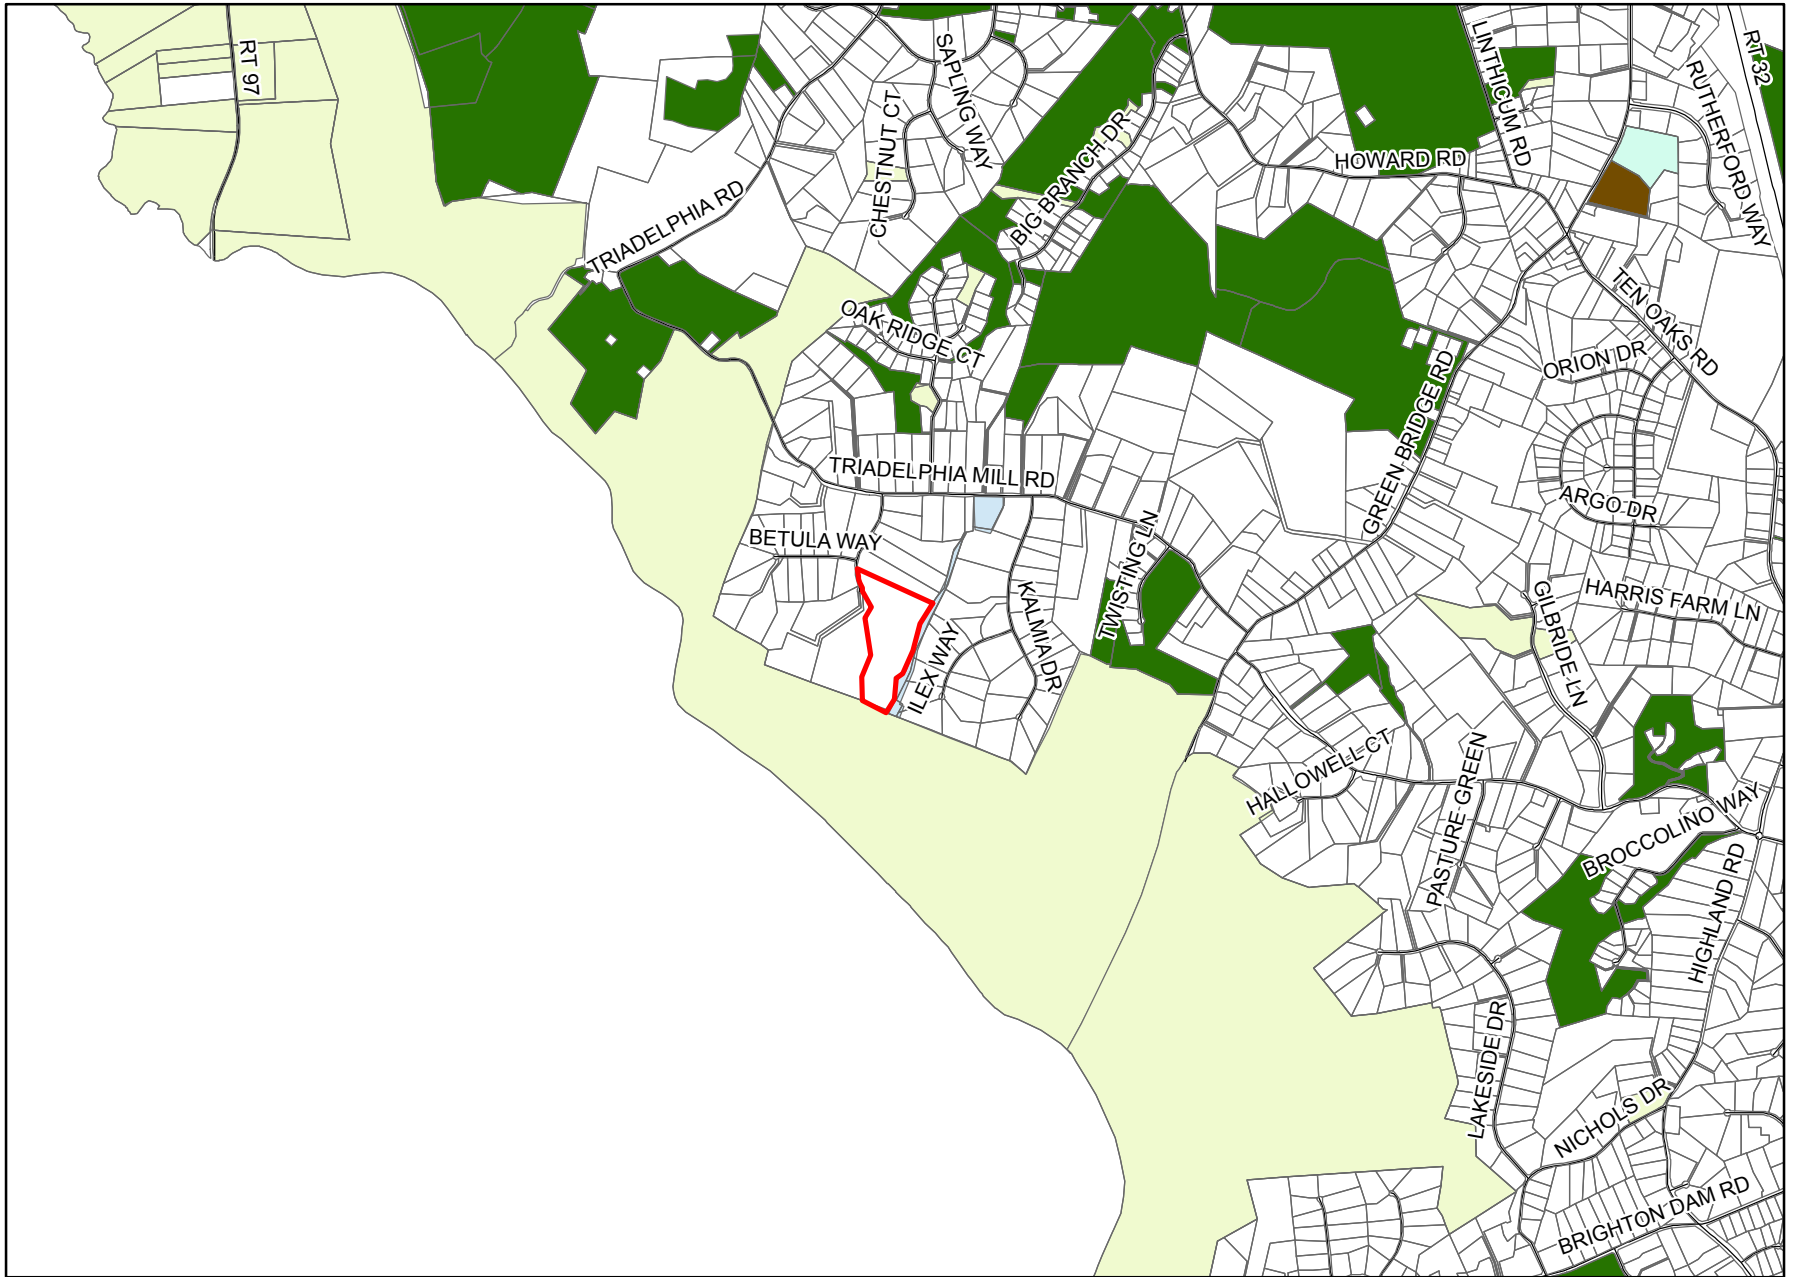 RT 97
SAPLING WAY
CHESTNUT CT
LINTHICUM RD
RT 32
RUTHERFORD WAY
BIG BRANCH DR
HOWARD RD
TRIADELPHIA RD
TEN OAKS RD
OAK RIDGE CT
ORION DR
GREEN BRIDGE RD
TRIADELPHIA MILL RD
ARGO DR
BETULA WAY
TWISTING LN
KALMIA DR
HARRIS FARM LN
GILBRIDE LN
ILEX WAY
HALLOWELL CT
PASTURE GREEN
BROCCOLINO WAY
HIGHLAND RD
LAKESIDE DR
NICHOLS DR
BRIGHTON DAM RD